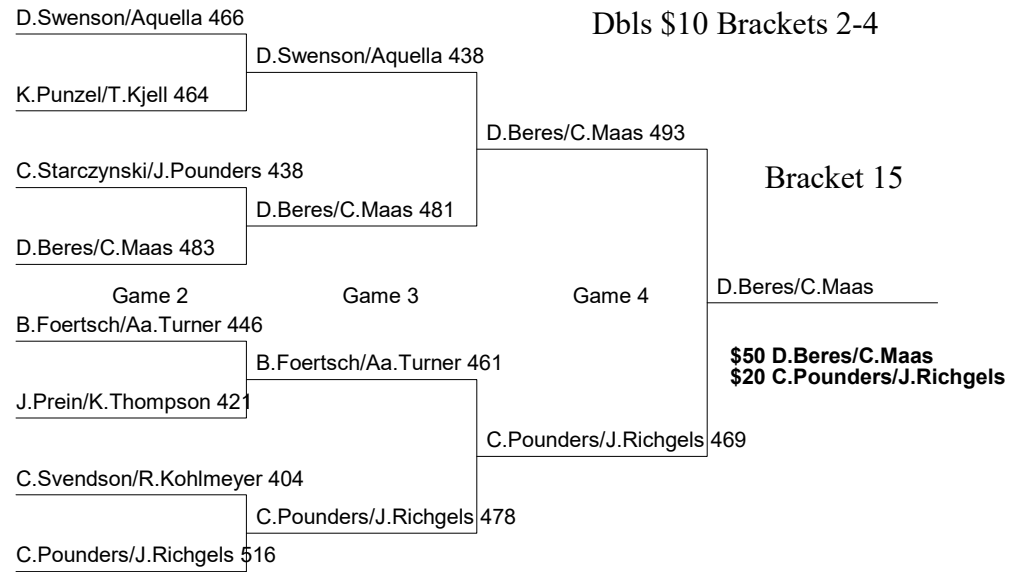 D.Swenson/Aquella 466
Dbls $10 Brackets 2-4
D.Swenson/Aquella 438
K.Punzel/T.Kjell 464
D.Beres/C.Maas 493
C.Starczynski/J.Pounders 438
Bracket 15
D.Beres/C.Maas 481
D.Beres/C.Maas 483
Game 2
Game 3
Game 4
D.Beres/C.Maas
B.Foertsch/Aa.Turner 446
B.Foertsch/Aa.Turner 461
$50 D.Beres/C.Maas
$20 C.Pounders/J.Richgels
J.Prein/K.Thompson 421
C.Pounders/J.Richgels 469
C.Svendson/R.Kohlmeyer 404
C.Pounders/J.Richgels 478
C.Pounders/J.Richgels 516